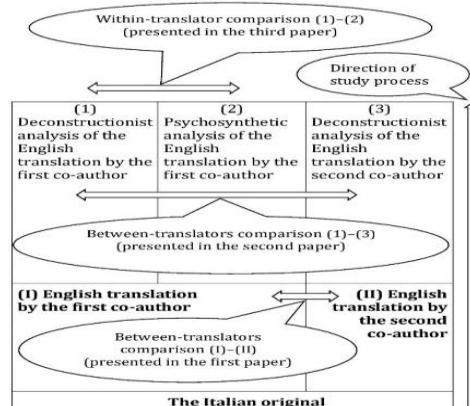 Within-translator comparison (1)–(2)
(presented in the third paper)
Direction of
study process
(1)
Deconstructionist
analysis of the
English
translation by the
first co-author
(2)
Psychosynthetic
analysis of the
English
translation by the
first co-author
(3)
Deconstructionist
analysis of the
English
translation by the
second co-author
Between-translators comparison (1)–(3)
(presented in the second paper)
(I) English translation
by the first co-author
(II) English
translation by
the second
co-author
Between-translators
comparison (I)–(II)
(presented in the first paper)
The Italian original